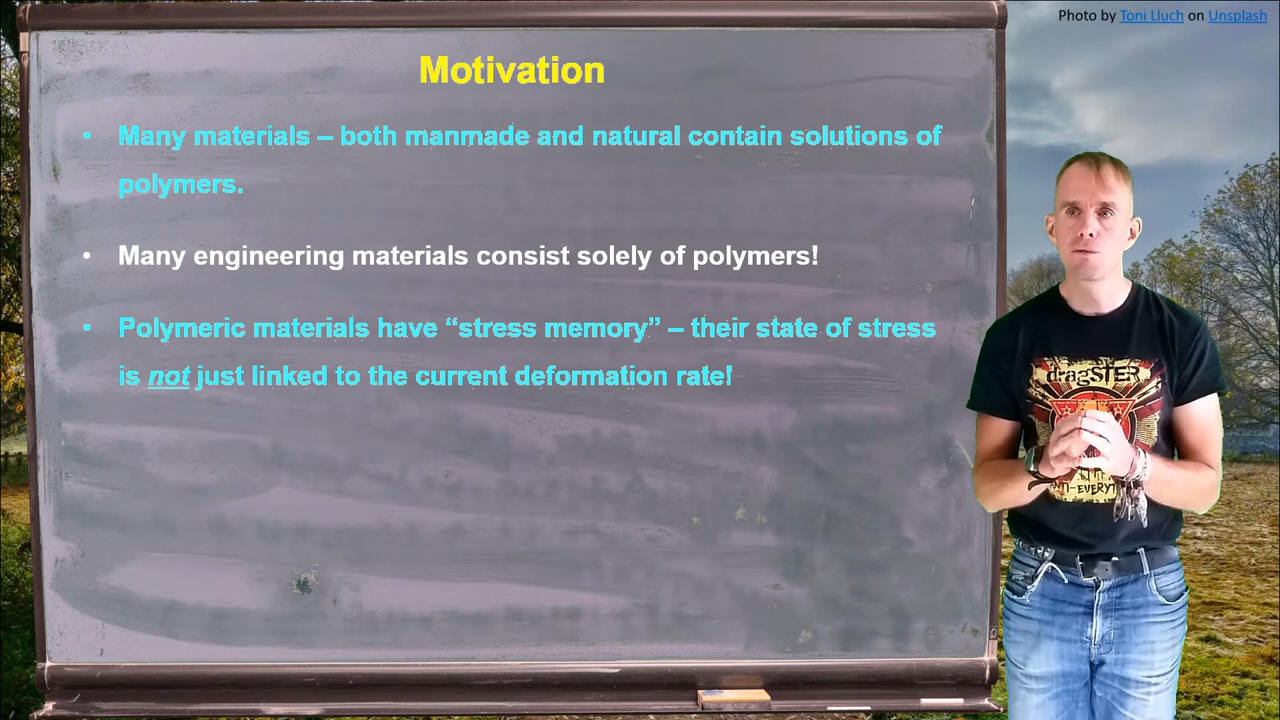 Photo by Toni Lluch on Unsplash
Motivation
• Many materials – both manmade and natural contain solutions of
polymers.
• Many engineering materials consist solely of polymers!
• Polymeric materials have “stress memory” – their state of stress
is not just linked to the current deformation rate!
dragSTER